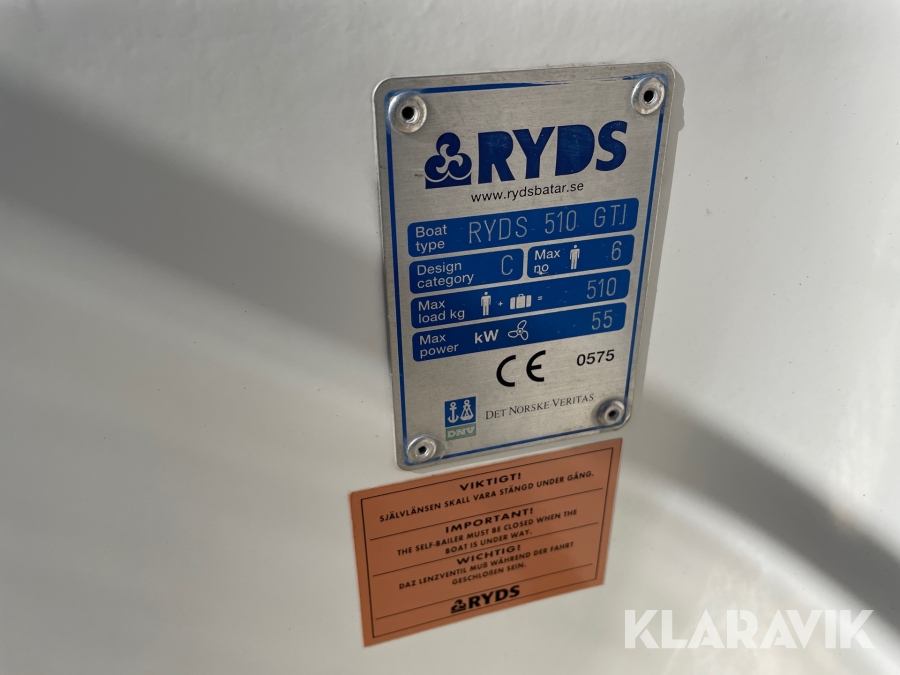 RYDS
www.rydsbatar.se
Boat type RYDS 510 GTI
Design category C Max no 6
Max load kg + = 510
Max power kW 55
CE 0575
DNV DET NORSKE VERITAS
VIKTIGT!
SJÄLVLÄNSEN SKALL VARA STÄNGD UNDER GÅNG.
IMPORTANT!
THE SELF-BAILER MUST BE CLOSED WHEN THE
BOAT IS UNDER WAY.
WICHTIG!
DAZ LENZVENTIL MUß WÄHREND DER FAHRT
GESCHLOßEN SEIN.
RYDS
KLARAVIK